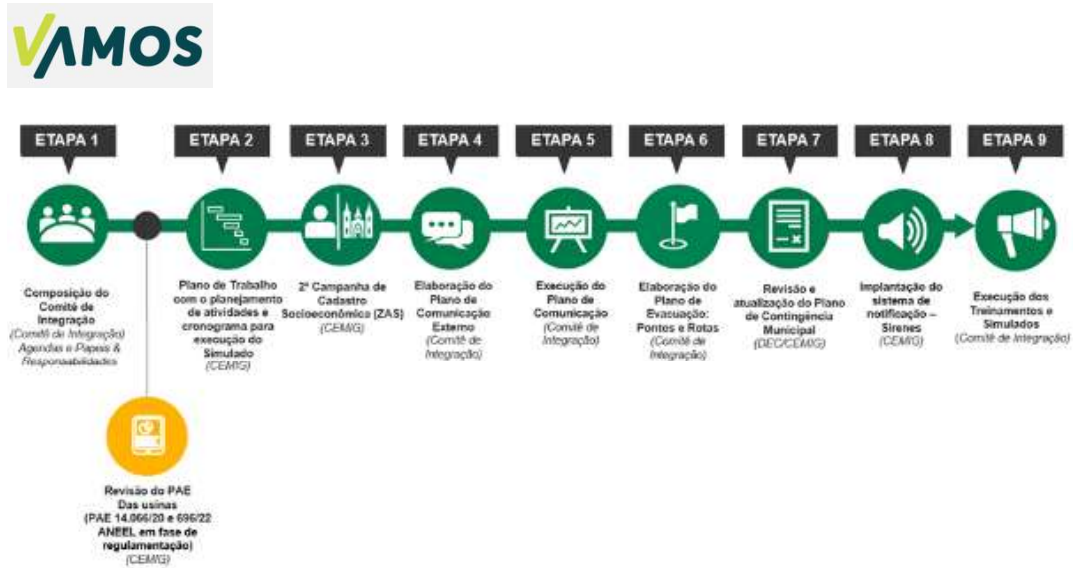 VAMOS
ETAPA 1
Composição do
Comitê de
Integração
(Comitê de Integração)
Agendas e Papeis &
Responsabilidades
Revisão do PAE
Das usinas
(PAE 14.066/20 e 696/22
ANEEL em fase de
regulamentação)
(CEMIG)
ETAPA 2
Plano de Trabalho
com o planejamento
de atividades e
cronograma para
execução do
Simulado
(CEMIG)
ETAPA 3
2ª Campanha de
Cadastro
Socioeconômico (ZAS)
(CEMIG)
ETAPA 4
Elaboração do
Plano de
Comunicação
Externo
(Comitê de
Integração)
ETAPA 5
Execução do
Plano de
Comunicação
(Comitê de
Integração)
ETAPA 6
Elaboração do
Plano de
Evacuação:
Pontos e Rotas
(Comitê de
Integração)
ETAPA 7
Revisão e
atualização do Plano
de Contingência
Municipal
(DEC/CEMIG)
ETAPA 8
Implantação do
sistema de
notificação –
Sirenes
(CEMIG)
ETAPA 9
Execução dos
Treinamentos e
Simulados
(Comitê de Integração)